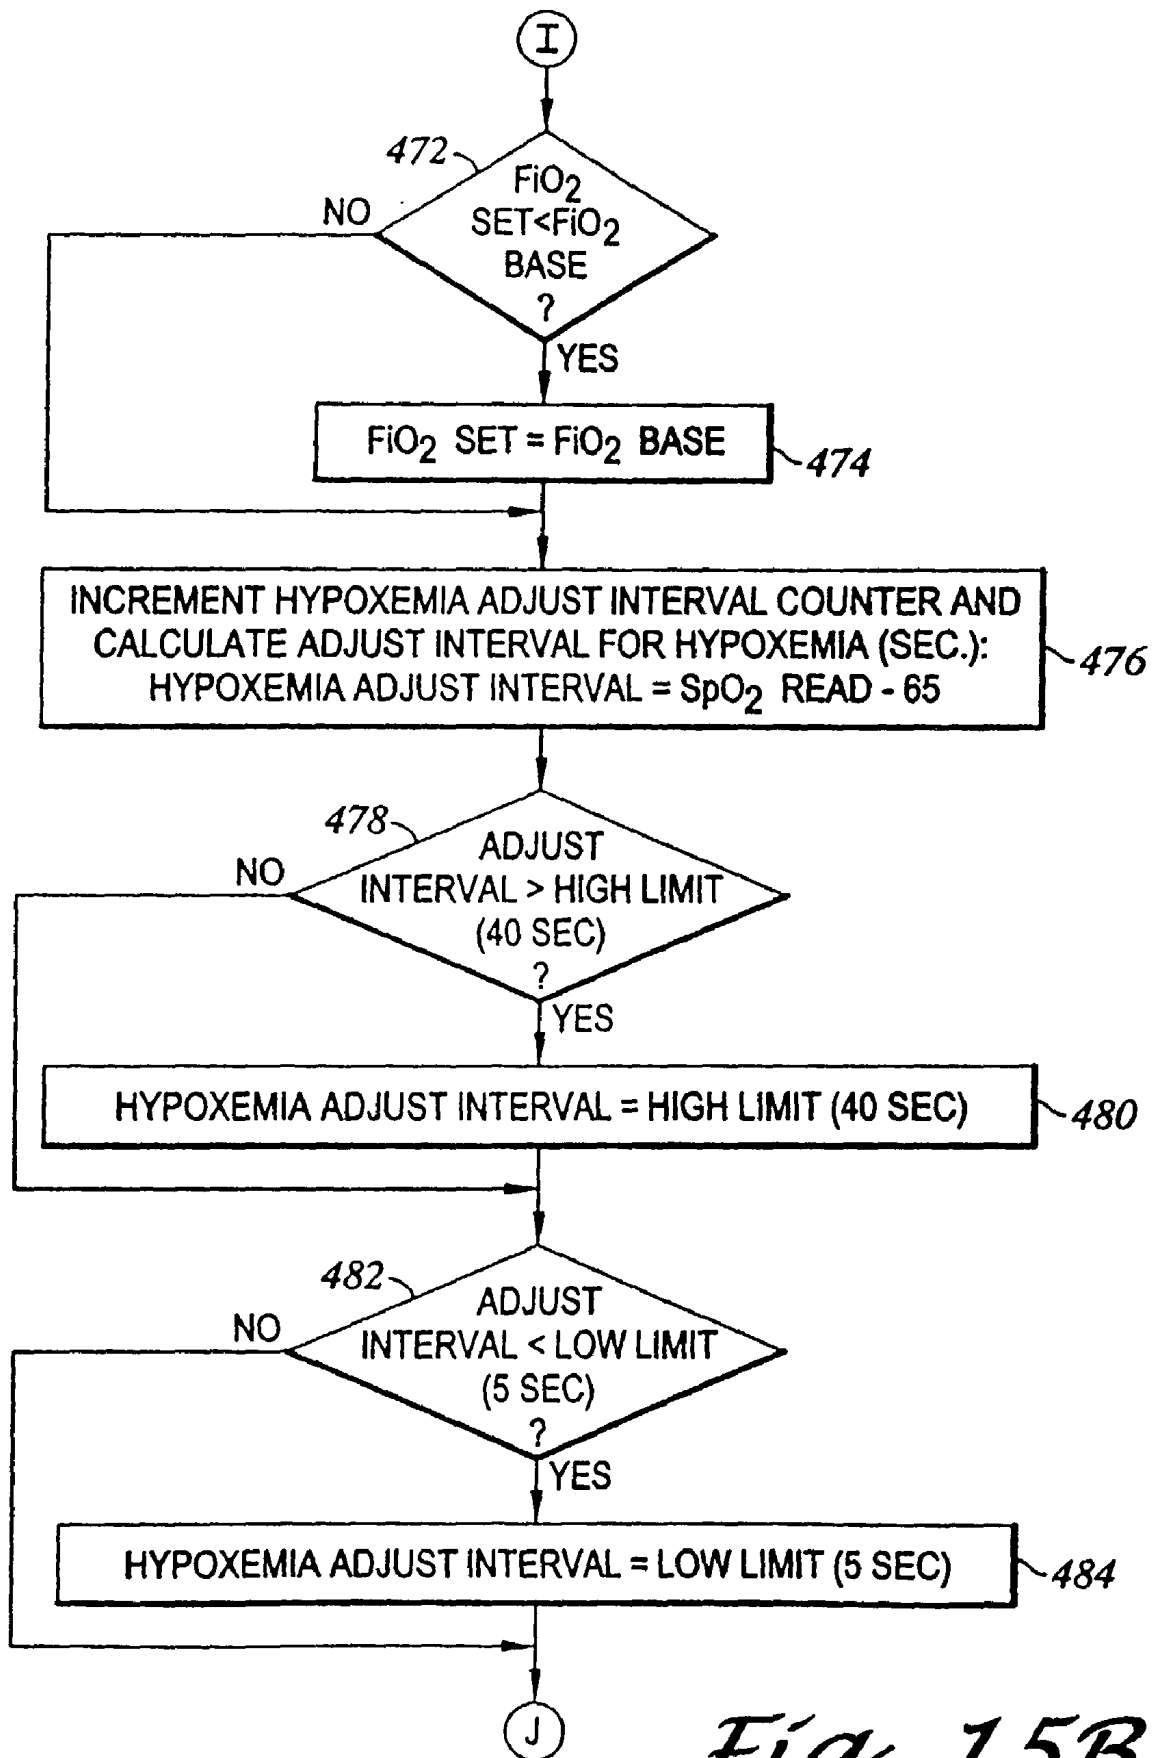 I
472
FiO2
SET<FiO2
BASE
?
NO
YES
FiO2 SET = FiO2 BASE
474
INCREMENT HYPOXEMIA ADJUST INTERVAL COUNTER AND
CALCULATE ADJUST INTERVAL FOR HYPOXEMIA (SEC.):
HYPOXEMIA ADJUST INTERVAL = SpO2 READ - 65
476
478
ADJUST
INTERVAL > HIGH LIMIT
(40 SEC)
?
NO
YES
HYPOXEMIA ADJUST INTERVAL = HIGH LIMIT (40 SEC)
480
482
ADJUST
INTERVAL < LOW LIMIT
(5 SEC)
?
NO
YES
HYPOXEMIA ADJUST INTERVAL = LOW LIMIT (5 SEC)
484
J
Fig. 15B